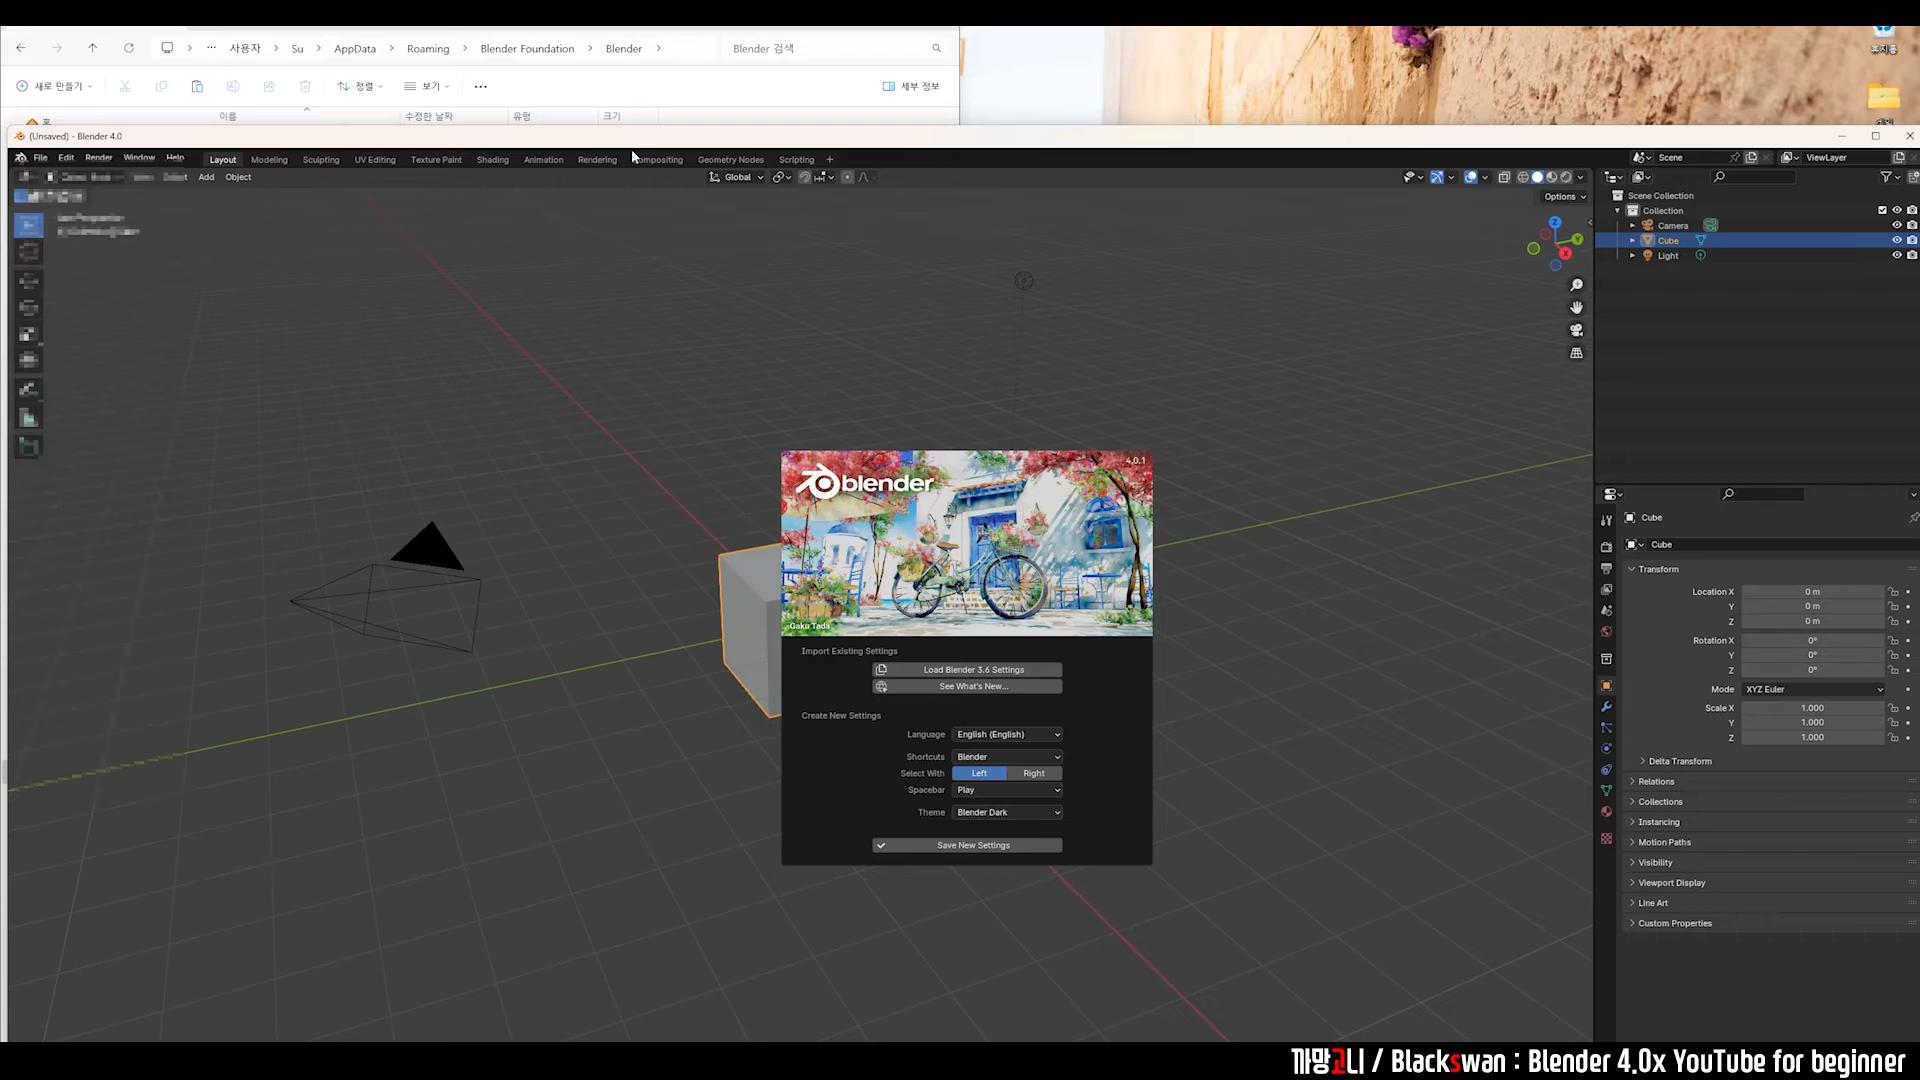 사용자 Su AppData Roaming Blender Foundation Blender
Blender 검색
휴지통
새로 만들기 정렬 보기 ... 세부 정보
홈 이름 수정한 날짜 유형 크기
(Unsaved) - Blender 4.0
File Edit Render Window Help
Layout Modeling Sculpting UV Editing Texture Paint Shading Animation Rendering Compositing Geometry Nodes Scripting +
Scene
ViewLayer
Select Add Object
Global
Options
Z
Y
X
Scene Collection
Collection
Camera
Cube
Light
4.0.1
blender
Gaku Tada
Import Existing Settings
Load Blender 3.6 Settings
See What's New...
Create New Settings
Language English (English)
Shortcuts Blender
Select With Left Right
Spacebar Play
Theme Blender Dark
Save New Settings
Cube
Cube
Transform
Location X 0 m
Y 0 m
Z 0 m
Rotation X 0°
Y 0°
Z 0°
Mode XYZ Euler
Scale X 1.000
Y 1.000
Z 1.000
Delta Transform
Relations
Collections
Instancing
Motion Paths
Visibility
Viewport Display
Line Art
Custom Properties
까망고니 / Blackswan : Blender 4.0x YouTube for beginner